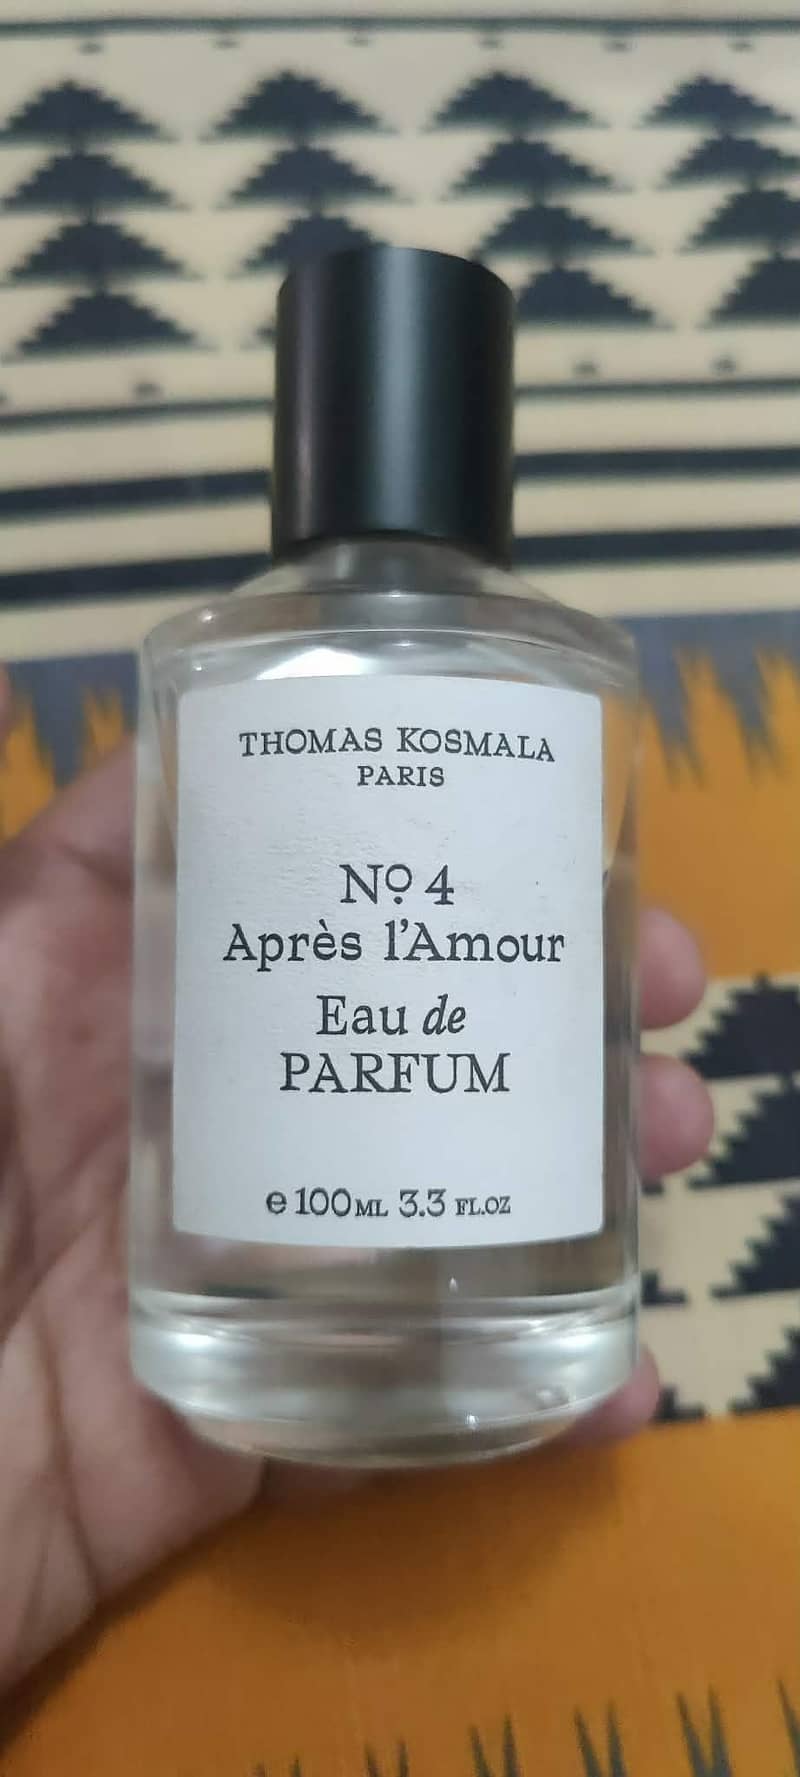 THOMAS KOSMALA
PARIS
Nº 4
Après l'Amour
Eau de
PARFUM
℮ 100ML 3.3 FL.OZ